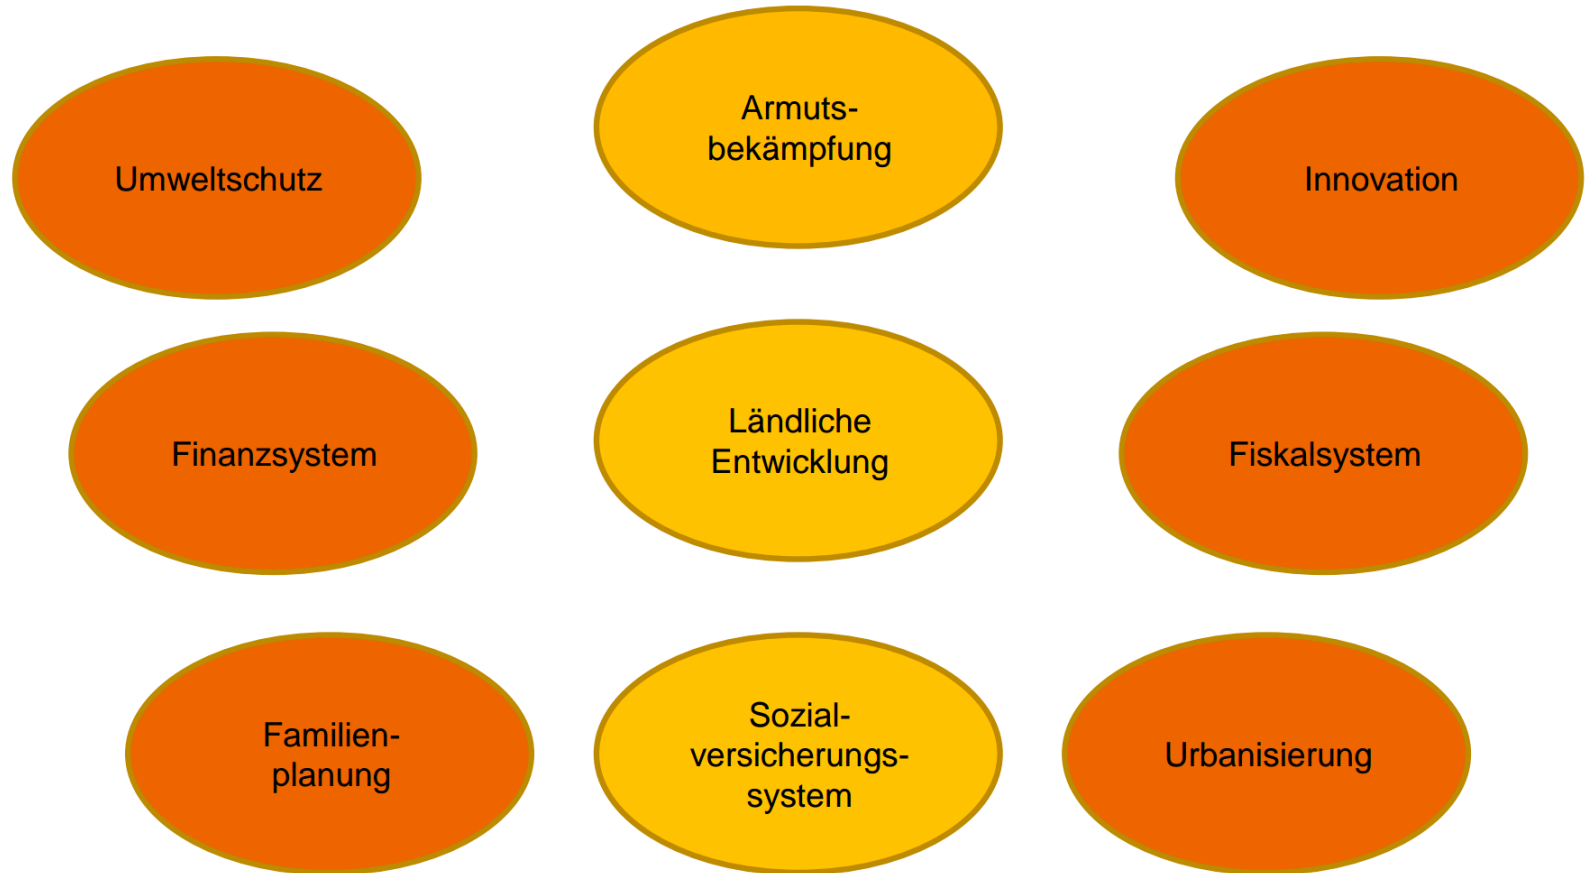 Armuts-
bekämpfung
Umweltschutz
Innovation
Ländliche
Entwicklung
Finanzsystem
Fiskalsystem
Familien-
planung
Sozial-
versicherungs-
system
Urbanisierung